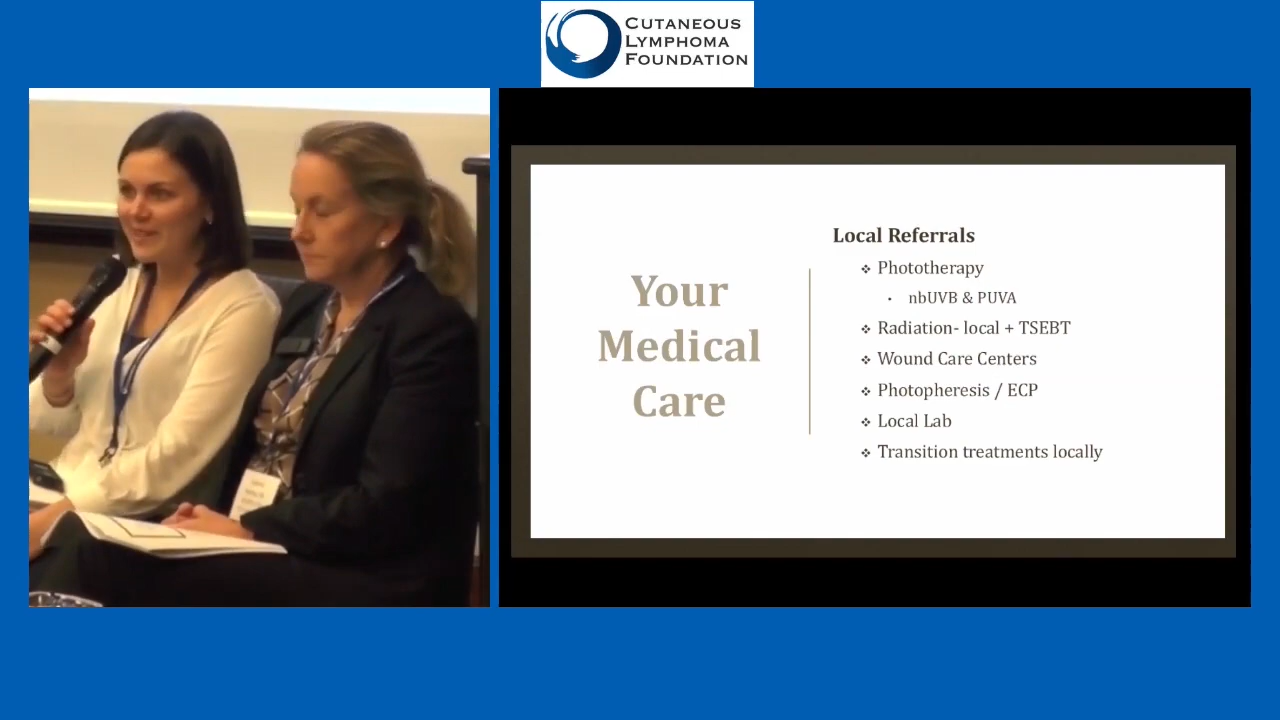 CUTANEOUS
LYMPHOMA
FOUNDATION
Your
Medical
Care
Local Referrals
❖ Phototherapy
• nbUVB & PUVA
❖ Radiation- local + TSEBT
❖ Wound Care Centers
❖ Photopheresis / ECP
❖ Local Lab
❖ Transition treatments locally